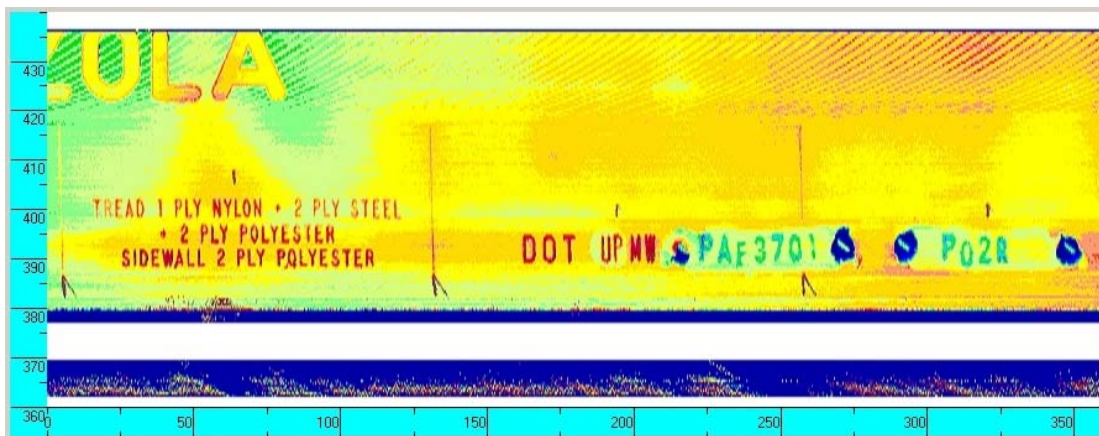 OLA
TREAD 1 PLY NYLON + 2 PLY STEEL
+ 2 PLY POLYESTER
SIDEWALL 2 PLY POLYESTER
DOT UPMW PAF3701 P02R
430
420
410
400
390
380
370
360
0 50 100 150 200 250 300 350